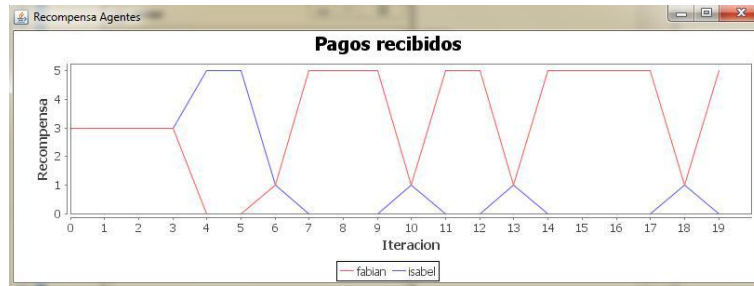 Recompensa Agentes
Pagos recibidos
Recompensa
5
4
3
2
1
0
0 1 2 3 4 5 6 7 8 9 10 11 12 13 14 15 16 17 18 19
Iteracion
fabian isabel